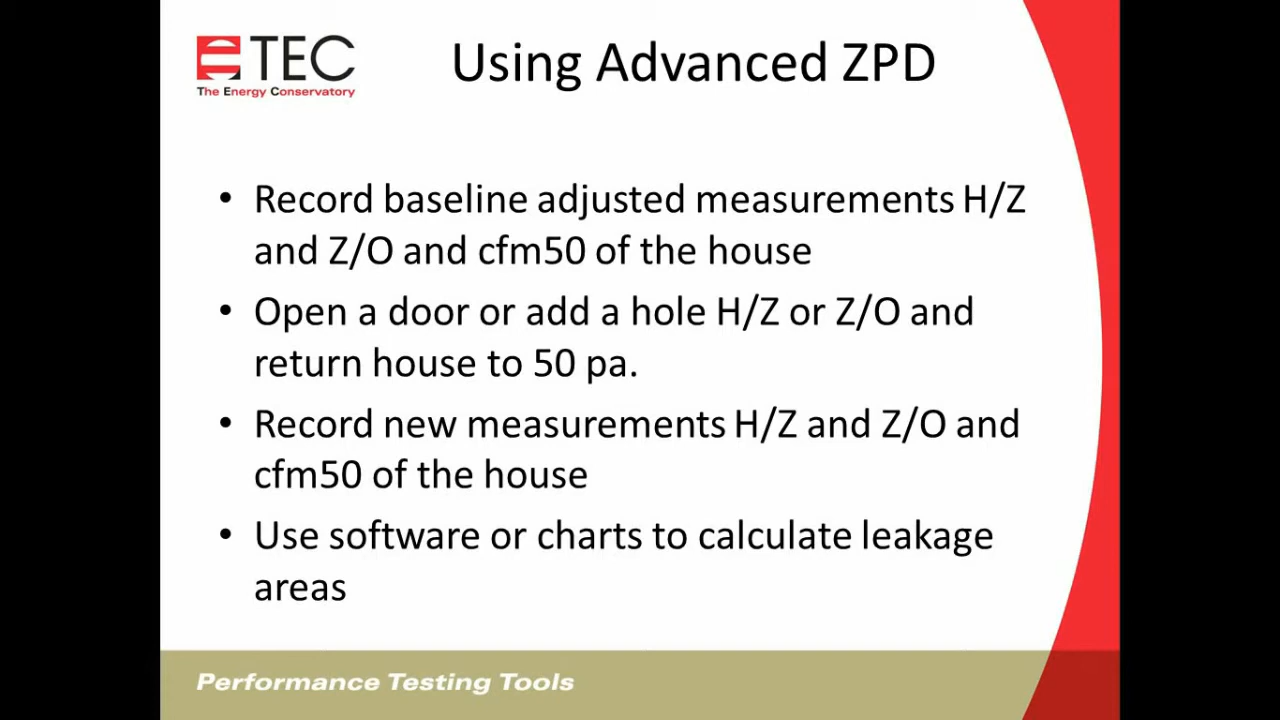 TEC
The Energy Conservatory
Using Advanced ZPD
• Record baseline adjusted measurements H/Z
and Z/O and cfm50 of the house
• Open a door or add a hole H/Z or Z/O and
return house to 50 pa.
• Record new measurements H/Z and Z/O and
cfm50 of the house
• Use software or charts to calculate leakage
areas
Performance Testing Tools